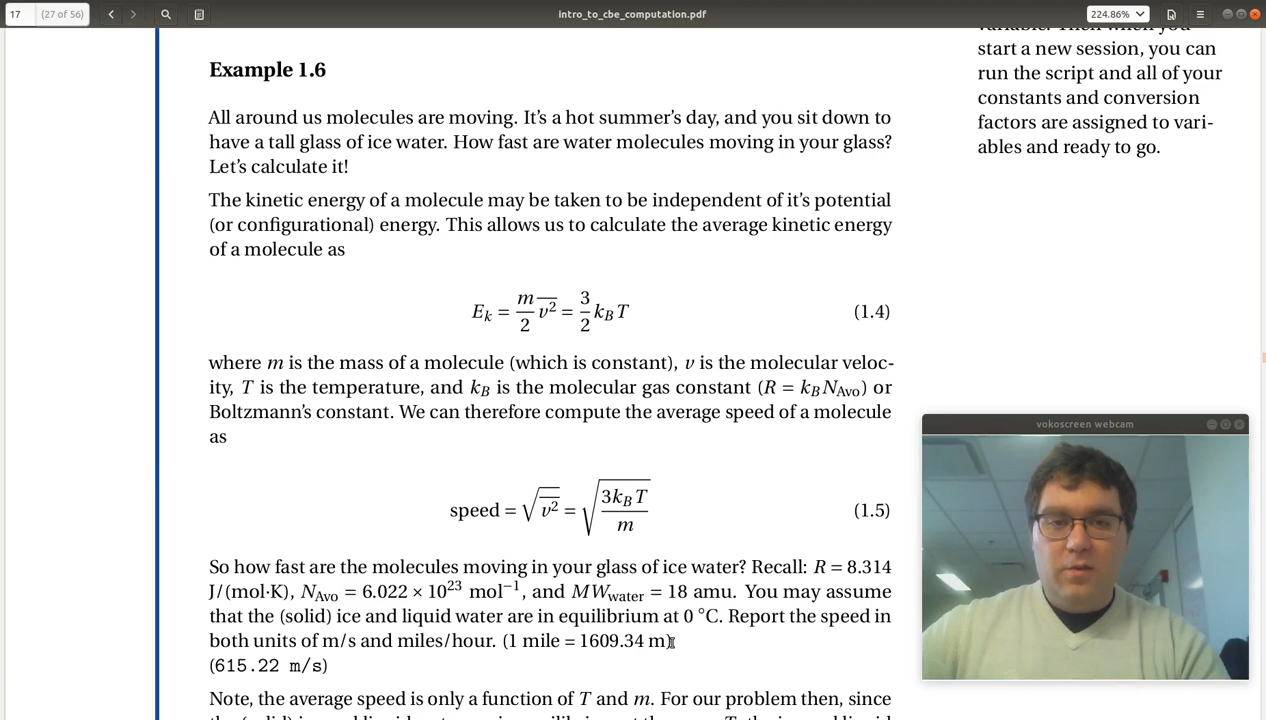 17 (27 of 56) intro_to_cbe_computation.pdf 224.86%
start a new session, you can
run the script and all of your
constants and conversion
factors are assigned to vari-
ables and ready to go.
Example 1.6
All around us molecules are moving. It's a hot summer's day, and you sit down to
have a tall glass of ice water. How fast are water molecules moving in your glass?
Let's calculate it!
The kinetic energy of a molecule may be taken to be independent of it's potential
(or configurational) energy. This allows us to calculate the average kinetic energy
of a molecule as
E_k = \frac{m}{2} \overline{v^2} = \frac{3}{2} k_B T (1.4)
where m is the mass of a molecule (which is constant), v is the molecular veloc-
ity, T is the temperature, and k_B is the molecular gas constant (R = k_B N_Avo) or
Boltzmann's constant. We can therefore compute the average speed of a molecule
as
speed = \sqrt{\overline{v^2}} = \sqrt{\frac{3k_B T}{m}} (1.5)
So how fast are the molecules moving in your glass of ice water? Recall: R = 8.314
J/(mol·K), N_Avo = 6.022 × 10²³ mol⁻¹, and MW_water = 18 amu. You may assume
that the (solid) ice and liquid water are in equilibrium at 0 °C. Report the speed in
both units of m/s and miles/hour. (1 mile = 1609.34 m)
(615.22 m/s)
Note, the average speed is only a function of T and m. For our problem then, since
vokoscreen webcam